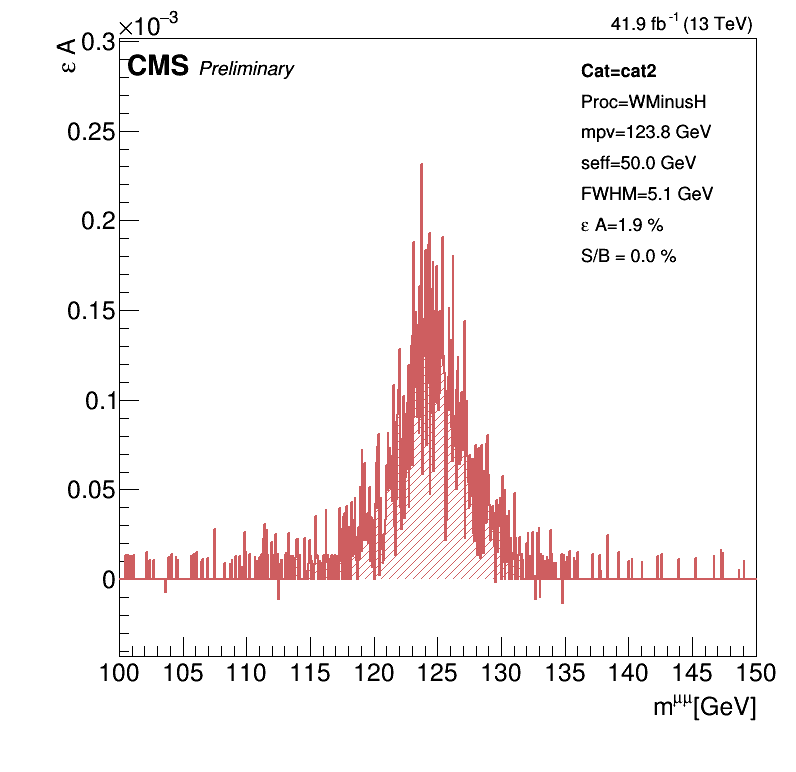 ×10⁻³
41.9 fb⁻¹ (13 TeV)
ε A
CMS Preliminary
Cat=cat2
Proc=WMinusH
mpv=123.8 GeV
seff=50.0 GeV
FWHM=5.1 GeV
ε A=1.9 %
S/B = 0.0 %
0.3
0.25
0.2
0.15
0.1
0.05
0
100 105 110 115 120 125 130 135 140 145 150
m^μμ[GeV]